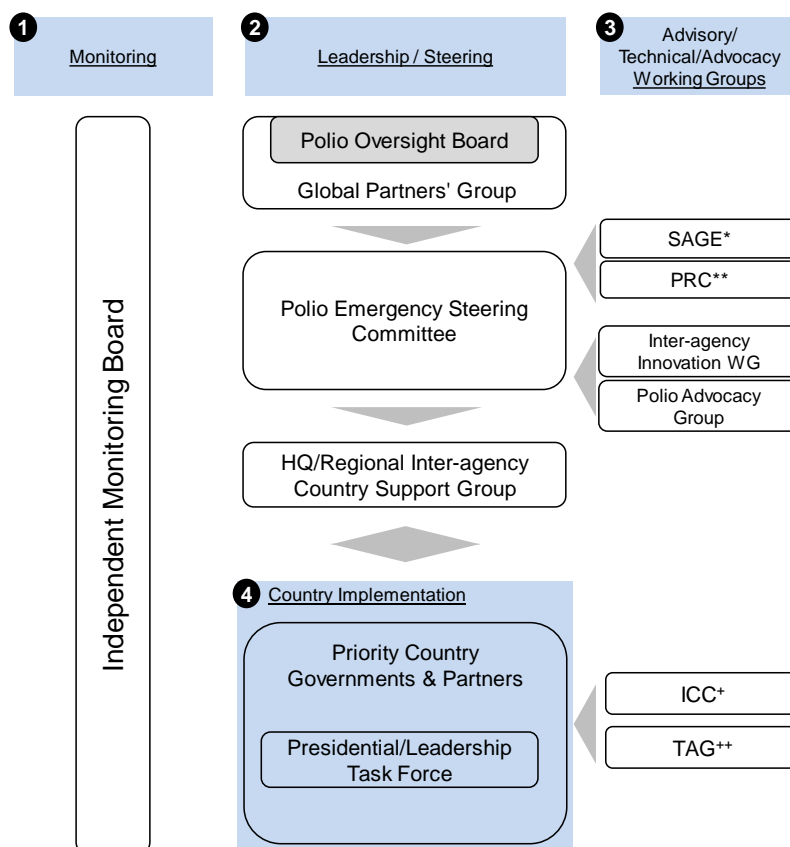 1
Monitoring
2
Leadership / Steering
3
Advisory/
Technical/Advocacy
Working Groups
Independent Monitoring Board
Polio Oversight Board
Global Partners' Group
Polio Emergency Steering
Committee
HQ/Regional Inter-agency
Country Support Group
SAGE*
PRC**
Inter-agency
Innovation WG
Polio Advocacy
Group
4
Country Implementation
Priority Country
Governments & Partners
Presidential/Leadership
Task Force
ICC+
TAG++